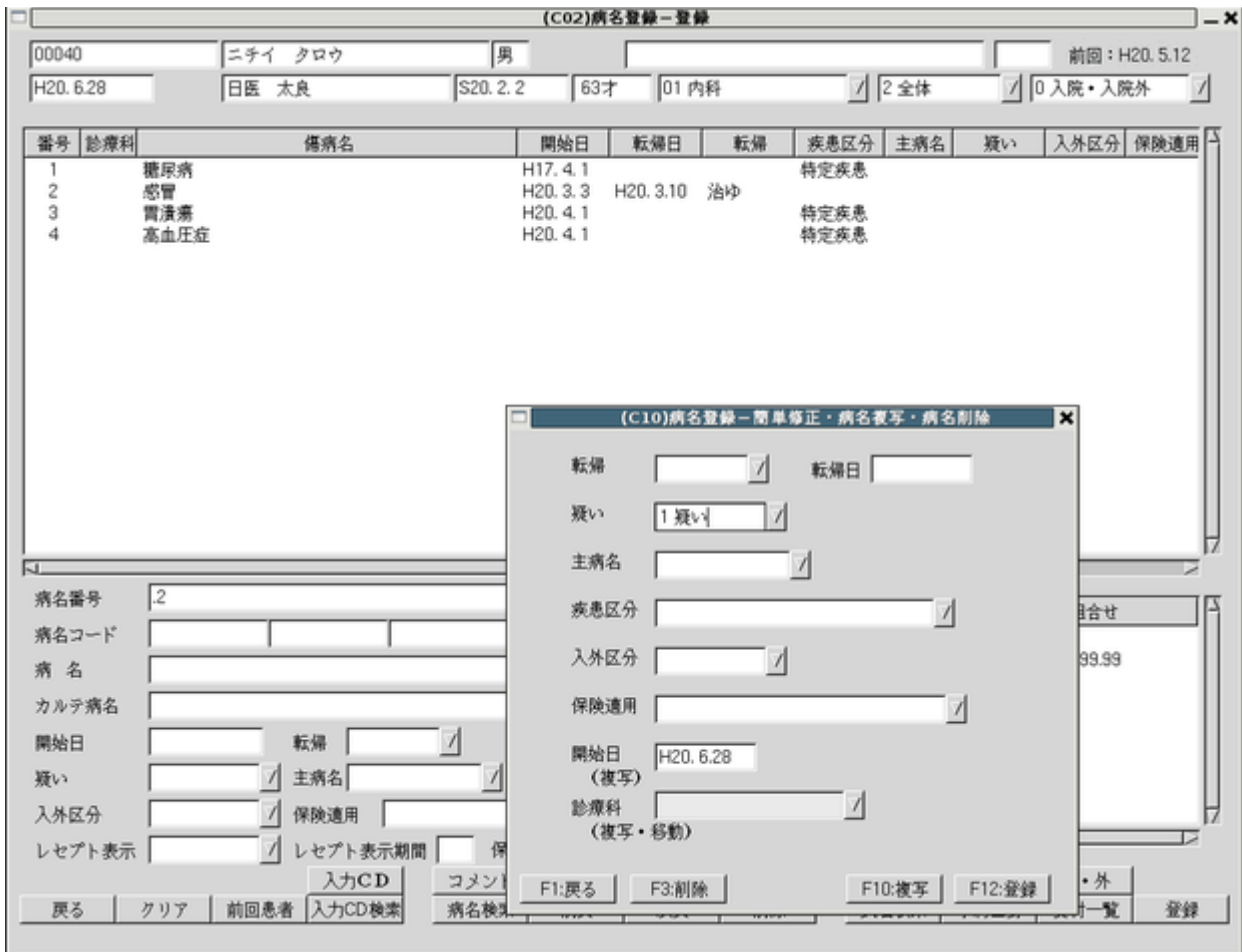 (C02)病名登録－登録
00040 ニチイ　タロウ 男 前回：H20. 5.12
H20. 6.28 日医　太良 S20. 2. 2 63才 01 内科 2 全体 0 入院・入院外
番号 診療科 傷病名 開始日 転帰日 転帰 疾患区分 主病名 疑い 入外区分 保険適用
1 糖尿病 H17. 4. 1 特定疾患
2 感冒 H20. 3. 3 H20. 3.10 治ゆ
3 胃潰瘍 H20. 4. 1 特定疾患
4 高血圧症 H20. 4. 1 特定疾患
(C10)病名登録－簡単修正・病名複写・病名削除
転帰 転帰日
疑い 1 疑い
主病名
疾患区分
入外区分
保険適用
開始日 H20. 6.28
(複写)
診療科
(複写・移動)
F1:戻る F3:削除 F10:複写 F12:登録
病名番号 .2
組合せ
病名コード
99.99
病 名
カルテ病名
開始日 転帰
疑い 主病名
入外区分 保険適用
レセプト表示 レセプト表示期間 保
入力CD コメント ・外
戻る クリア 前回患者 入力CD検索 病名検索 一覧 登録